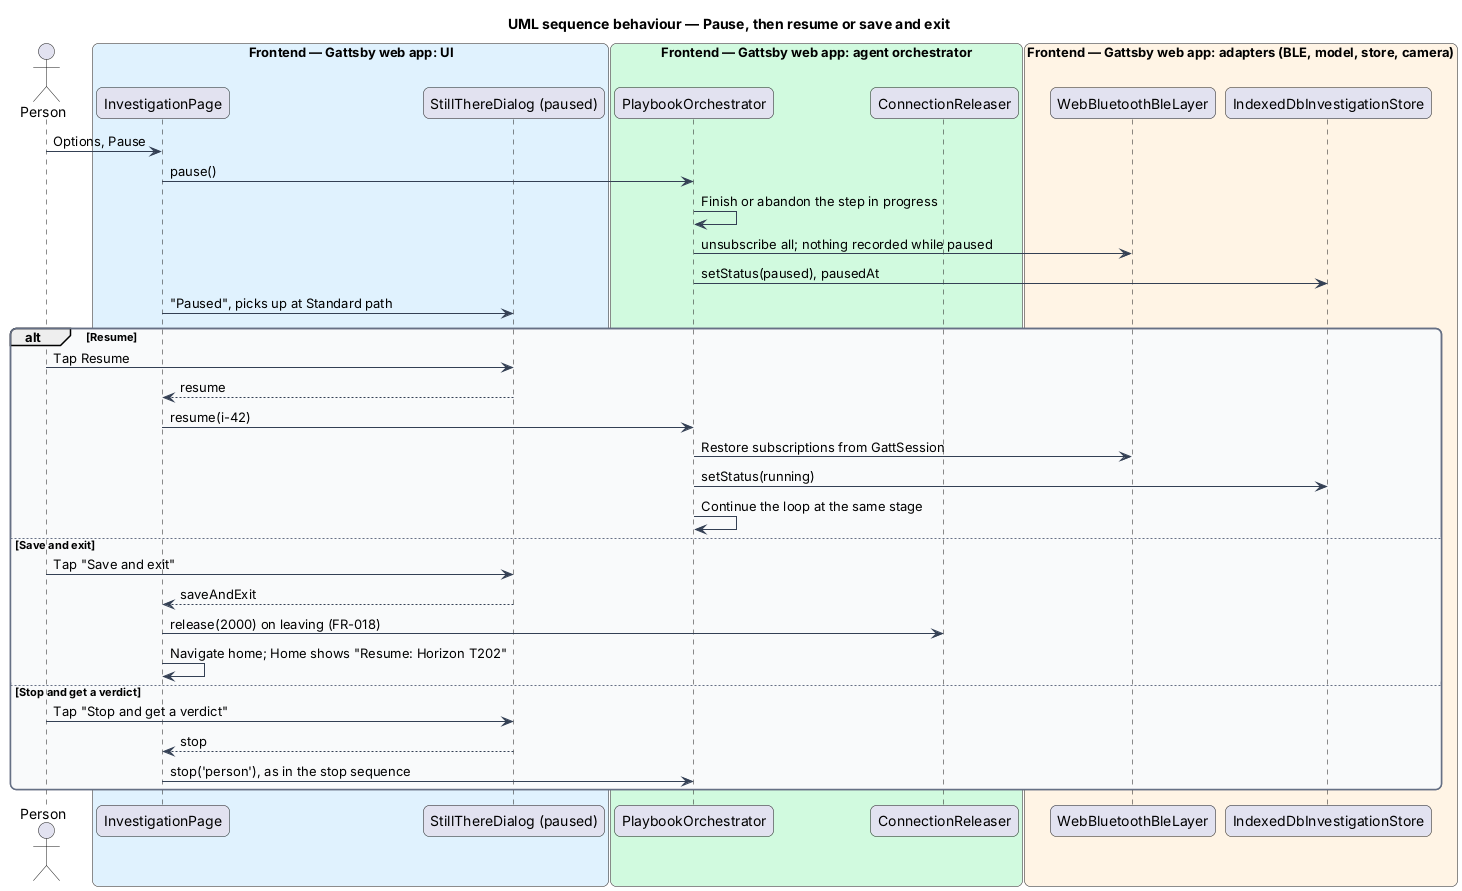 UML sequence behaviour — Pause, then resume or save and exit
Frontend — Gattsby web app: UI
Frontend — Gattsby web app: agent orchestrator
Frontend — Gattsby web app: adapters (BLE, model, store, camera)
Person
InvestigationPage
StillThereDialog (paused)
PlaybookOrchestrator
ConnectionReleaser
WebBluetoothBleLayer
IndexedDbInvestigationStore
Options, Pause
pause()
Finish or abandon the step in progress
unsubscribe all; nothing recorded while paused
setStatus(paused), pausedAt
"Paused", picks up at Standard path
alt
[Resume]
Tap Resume
resume
resume(i-42)
Restore subscriptions from GattSession
setStatus(running)
Continue the loop at the same stage
[Save and exit]
Tap "Save and exit"
saveAndExit
release(2000) on leaving (FR-018)
Navigate home; Home shows "Resume: Horizon T202"
[Stop and get a verdict]
Tap "Stop and get a verdict"
stop
stop('person'), as in the stop sequence
Person
InvestigationPage
StillThereDialog (paused)
PlaybookOrchestrator
ConnectionReleaser
WebBluetoothBleLayer
IndexedDbInvestigationStore